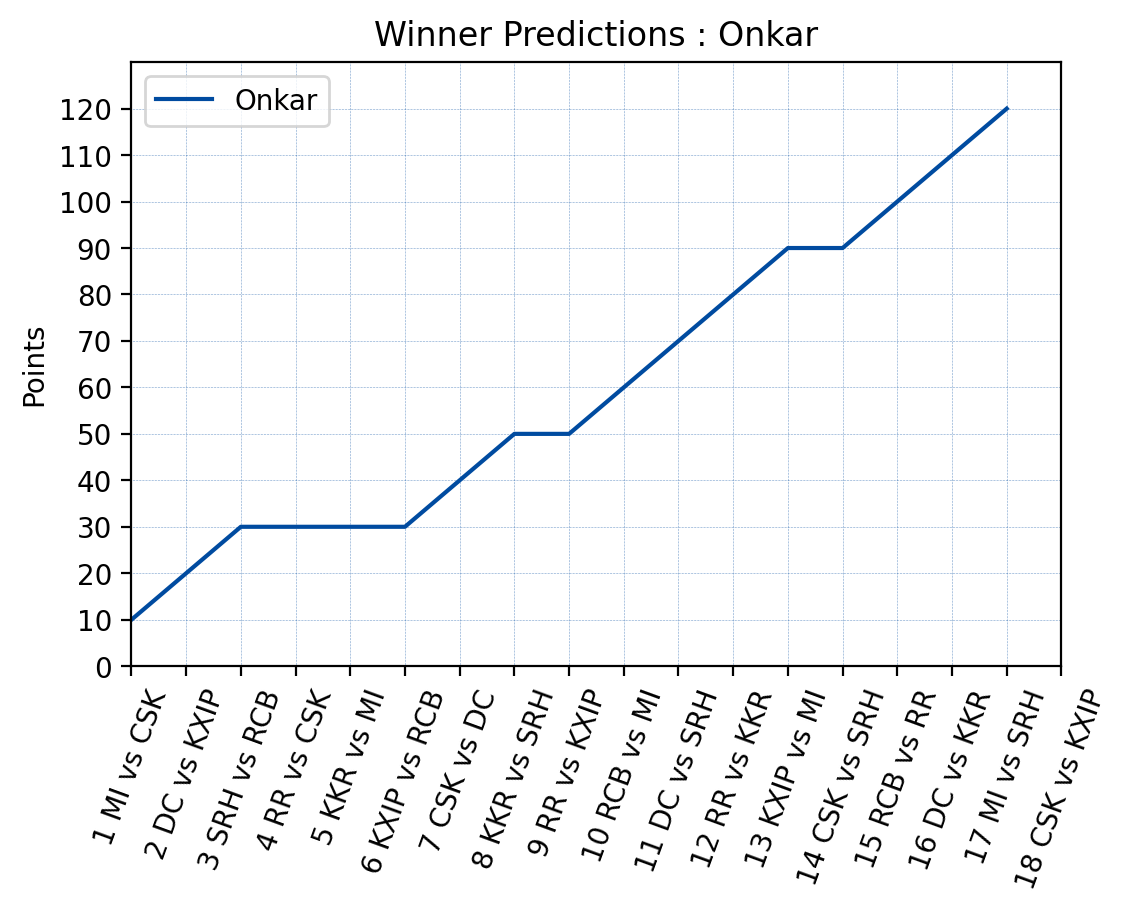 Winner Predictions : Onkar
Onkar
120
110
100
90
80
70
60
50
40
30
20
10
0
Points
1 MI vs CSK
2 DC vs KXIP
3 SRH vs RCB
4 RR vs CSK
5 KKR vs MI
6 KXIP vs RCB
7 CSK vs DC
8 KKR vs SRH
9 RR vs KXIP
10 RCB vs MI
11 DC vs SRH
12 RR vs KKR
13 KXIP vs MI
14 CSK vs SRH
15 RCB vs RR
16 DC vs KKR
17 MI vs SRH
18 CSK vs KXIP